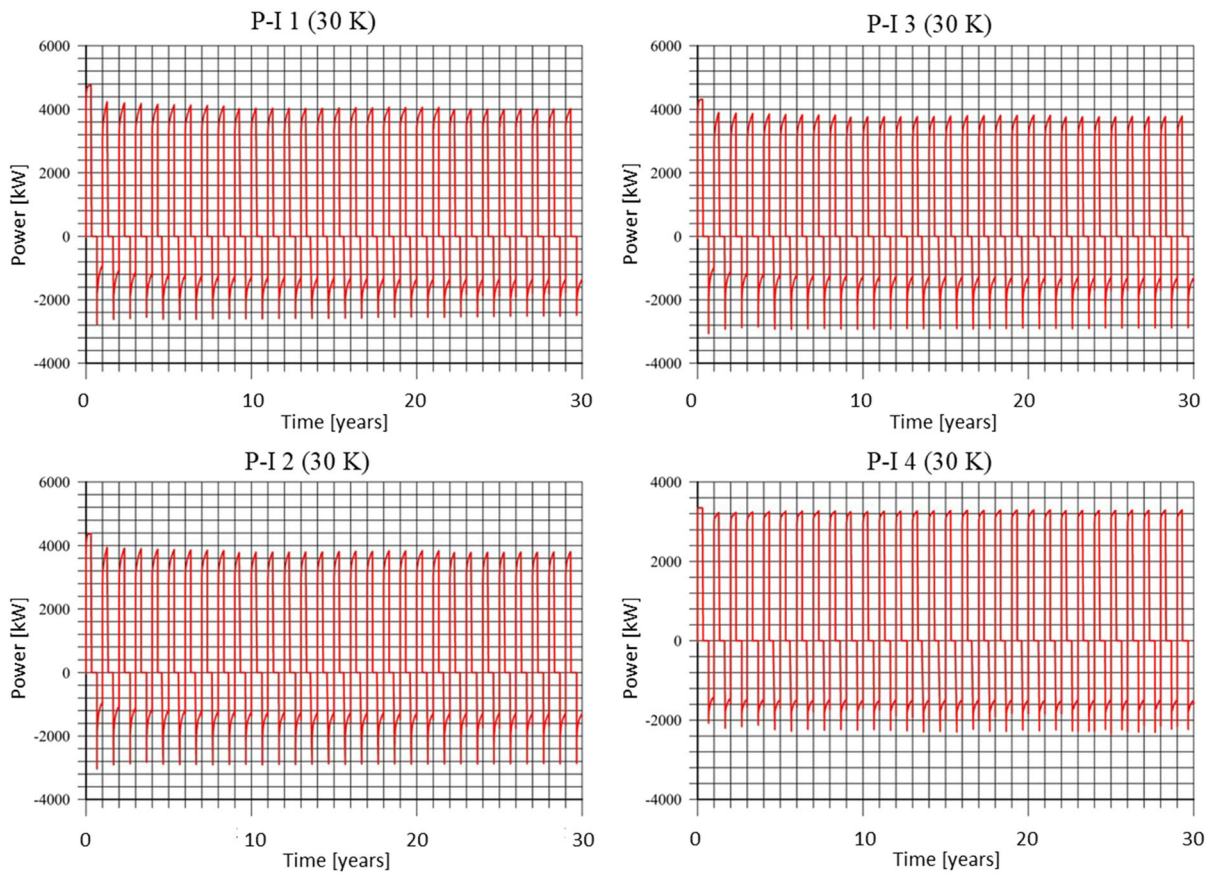 P-I 1 (30 K)
6000
4000
2000
0
-2000
-4000
Power [kW]
0 10 20 30
Time [years]
P-I 3 (30 K)
6000
4000
2000
0
-2000
-4000
Power [kW]
0 10 20 30
Time [years]
P-I 2 (30 K)
6000
4000
2000
0
-2000
-4000
Power [kW]
0 10 20 30
Time [years]
P-I 4 (30 K)
4000
2000
0
-2000
-4000
Power [kW]
0 10 20 30
Time [years]